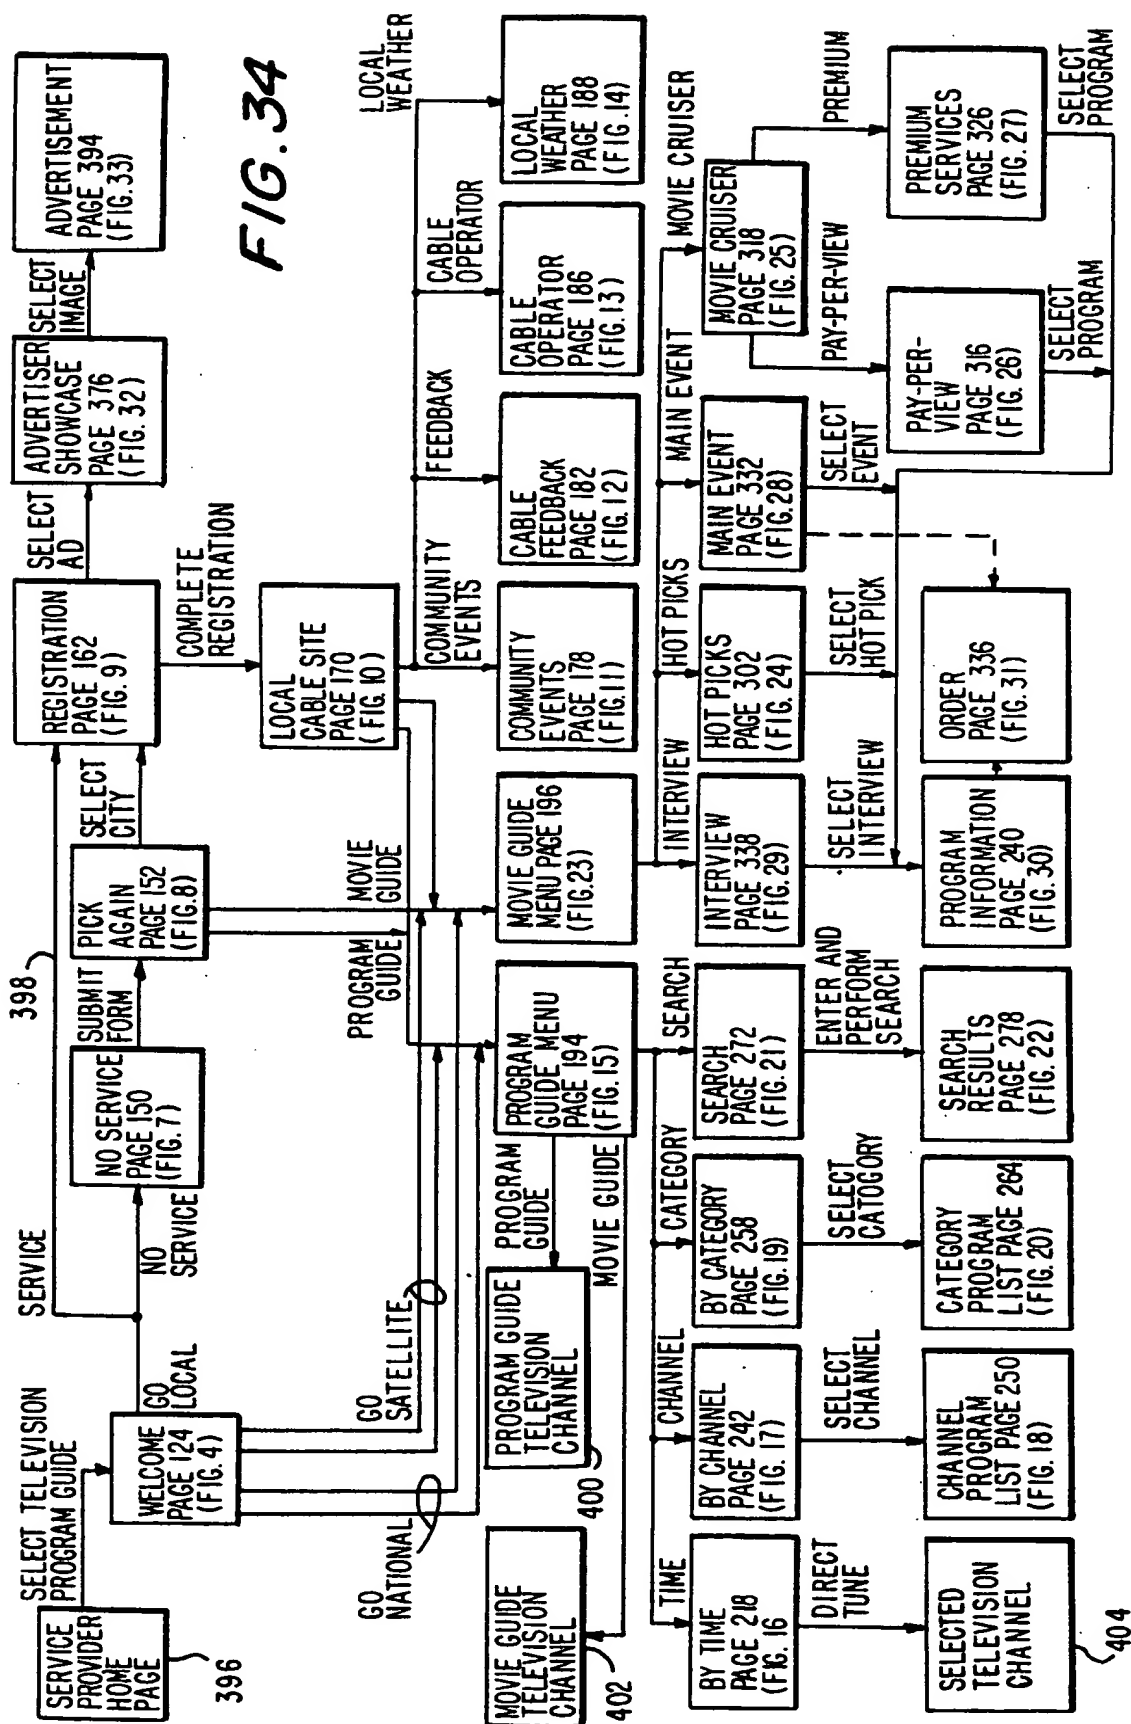 FIG.34
SERVICE
PROVIDER
HOME
PAGE
396
SELECT TELEVISION
PROGRAM GUIDE
WELCOME
PAGE 124
(FIG.4)
GO
LOCAL
SERVICE
398
NO
SERVICE
NO SERVICE
PAGE 150
(FIG.7)
SUBMIT
FORM
PICK
AGAIN
PAGE 152
(FIG.8)
SELECT
CITY
REGISTRATION
PAGE 162
(FIG.9)
SELECT
AD
ADVERTISER
SHOWCASE
PAGE 376
(FIG.32)
SELECT
IMAGE
ADVERTISEMENT
PAGE 394
(FIG.33)
COMPLETE
REGISTRATION
LOCAL
CABLE SITE
PAGE 170
(FIG.10)
GO
NATIONAL
GO
SATELLITE
PROGRAM
GUIDE
MOVIE
GUIDE
COMMUNITY
EVENTS
FEEDBACK
CABLE
OPERATOR
LOCAL
WEATHER
MOVIE GUIDE
TELEVISION
CHANNEL
402
PROGRAM GUIDE
TELEVISION
CHANNEL
400
PROGRAM
GUIDE
MOVIE GUIDE
PROGRAM
GUIDE MENU
PAGE 194
(FIG.15)
MOVIE GUIDE
MENU PAGE 196
(FIG.23)
COMMUNITY
EVENTS
PAGE 178
(FIG.11)
CABLE
FEEDBACK
PAGE 182
(FIG.12)
CABLE
OPERATOR
PAGE 186
(FIG.13)
LOCAL
WEATHER
PAGE 188
(FIG.14)
TIME
CHANNEL
CATEGORY
SEARCH
INTERVIEW
HOT PICKS
MAIN EVENT
MOVIE CRUISER
BY TIME
PAGE 218
(FIG.16
BY CHANNEL
PAGE 242
(FIG.17)
BY CATEGORY
PAGE 258
(FIG.19)
SEARCH
PAGE 272
(FIG.21)
INTERVIEW
PAGE 338
(FIG.29)
HOT PICKS
PAGE 302
(FIG.24)
MAIN EVENT
PAGE 332
(FIG.28)
MOVIE CRUISER
PAGE 318
(FIG.25)
DIRECT
TUNE
SELECT
CHANNEL
SELECT
CATOGORY
ENTER AND
PERFORM
SEARCH
SELECT
INTERVIEW
SELECT
HOT PICK
SELECT
EVENT
PAY-PER-VIEW
PREMIUM
SELECTED
TELEVISION
CHANNEL
404
CHANNEL
PROGRAM
LIST PAGE 250
(FIG.18)
CATEGORY
PROGRAM
LIST PAGE 264
(FIG.20)
SEARCH
RESULTS
PAGE 278
(FIG.22)
PROGRAM
INFORMATION
PAGE 240
(FIG.30)
ORDER
PAGE 336
(FIG.31)
PAY-PER-
VIEW
PAGE 316
(FIG.26)
PREMIUM
SERVICES
PAGE 326
(FIG.27)
SELECT
PROGRAM
SELECT
PROGRAM